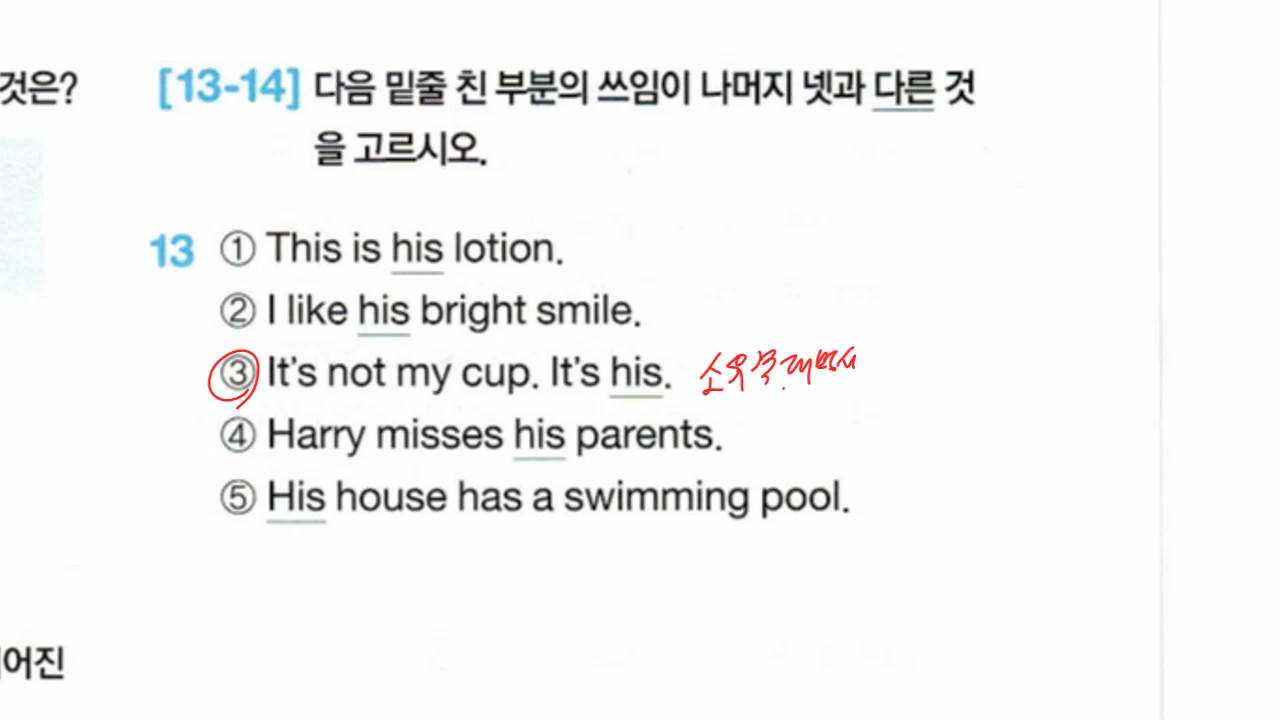 것은?
[13-14] 다음 밑줄 친 부분의 쓰임이 나머지 넷과 다른 것
을 고르시오.
13 ① This is his lotion.
② I like his bright smile.
③ It's not my cup. It's his. 소유대명사
④ Harry misses his parents.
⑤ His house has a swimming pool.
어진